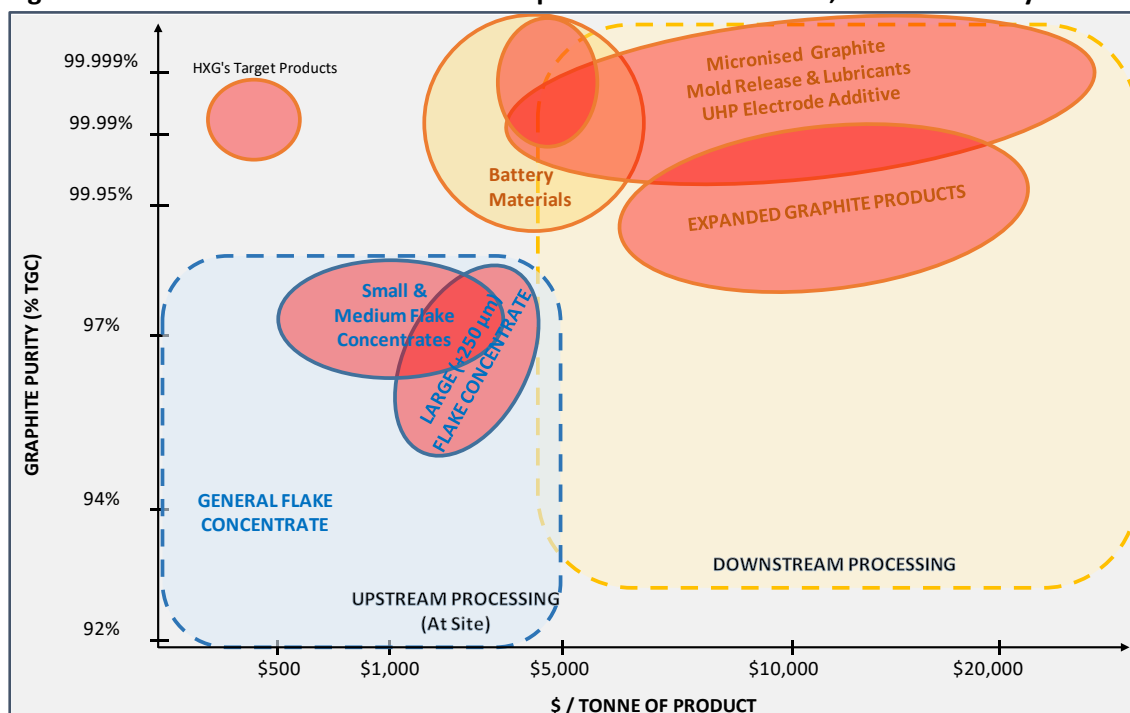 99.999%
99.99%
99.95%
97%
94%
92%
GRAPHITE PURITY (% TGC)
HXG's Target Products
Micronised Graphite
Mold Release & Lubricants
UHP Electrode Additive
Battery
Materials
EXPANDED GRAPHITE PRODUCTS
Small &
Medium Flake
Concentrates
LARGE (+250 µm)
FLAKE CONCENTRATE
GENERAL FLAKE
CONCENTRATE
DOWNSTREAM PROCESSING
UPSTREAM PROCESSING
(At Site)
$500
$1,000
$5,000
$10,000
$20,000
$ / TONNE OF PRODUCT